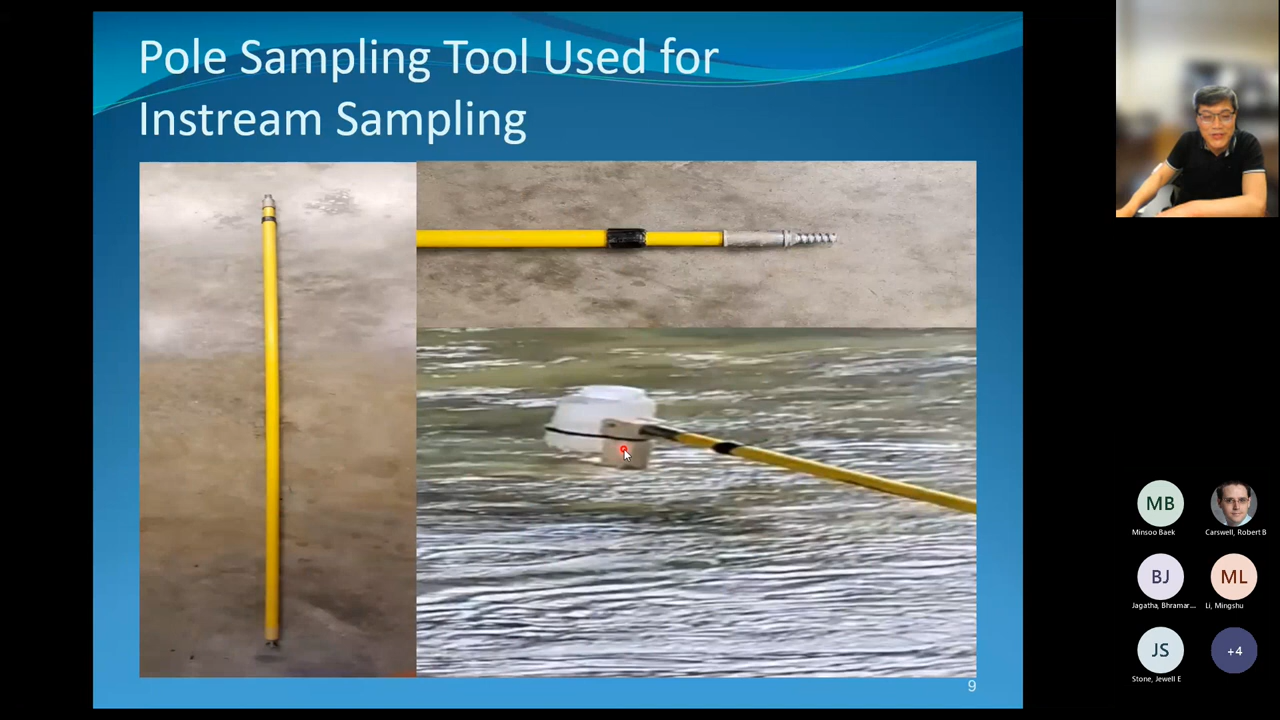 Pole Sampling Tool Used for
Instream Sampling
9
MB
Minsoo Baek
Carswell, Robert B
BJ
Jagatha, Bhramar...
ML
Li, Mingshu
JS
Stone, Jewell E
+4